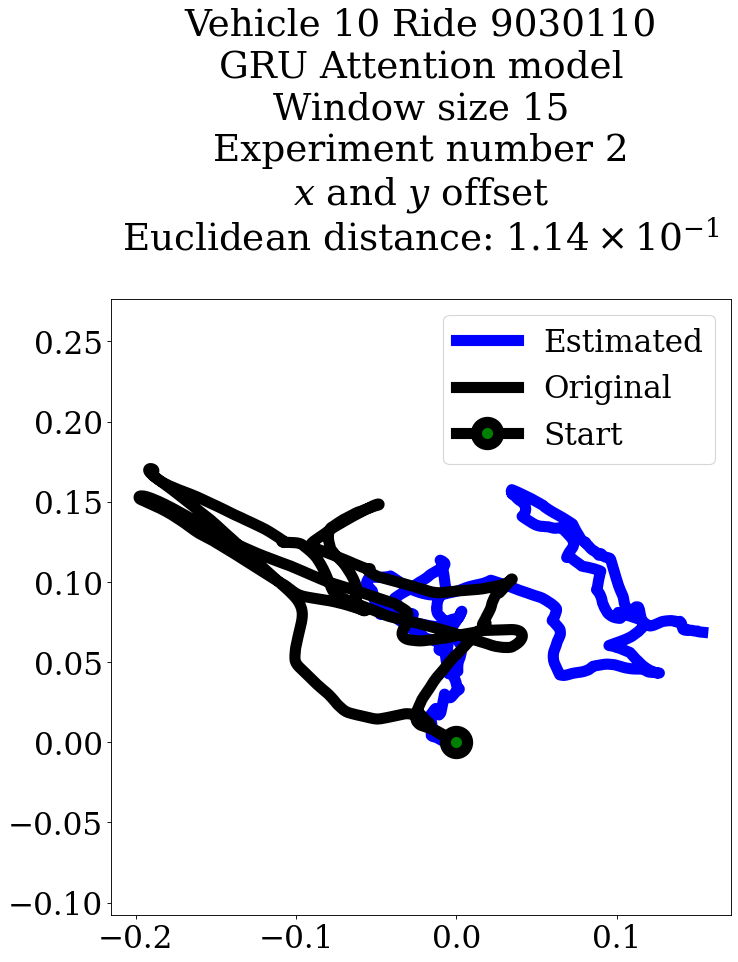 Vehicle 10 Ride 9030110
GRU Attention model
Window size 15
Experiment number 2
x and y offset
Euclidean distance: 1.14 × 10⁻¹
Estimated
Original
Start
0.25
0.20
0.15
0.10
0.05
0.00
−0.05
−0.10
−0.2 −0.1 0.0 0.1